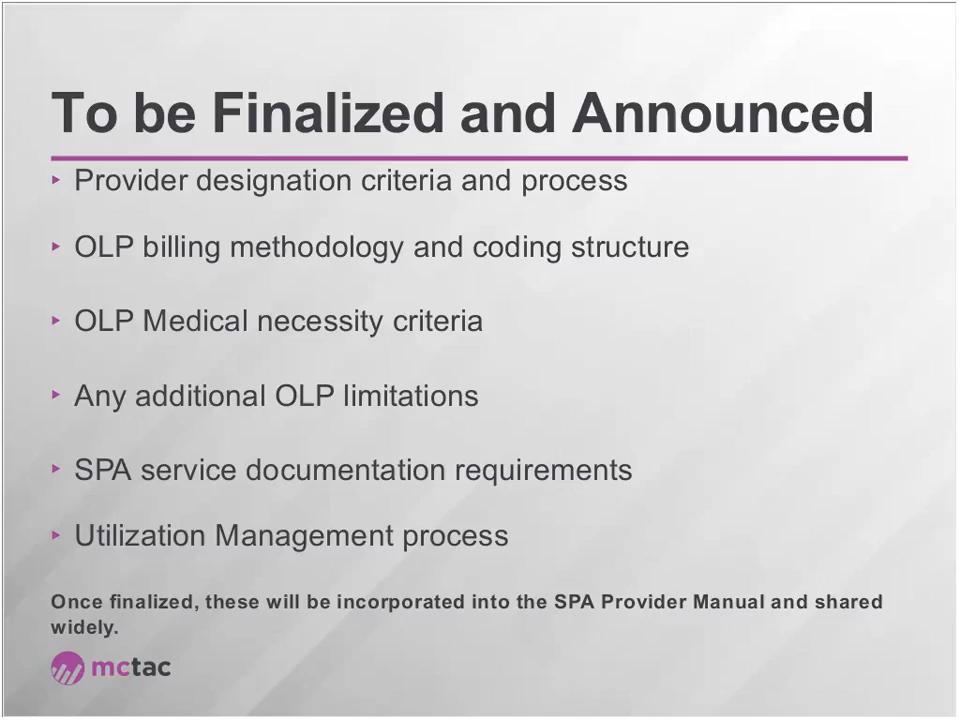 To be Finalized and Announced
‣ Provider designation criteria and process
‣ OLP billing methodology and coding structure
‣ OLP Medical necessity criteria
‣ Any additional OLP limitations
‣ SPA service documentation requirements
‣ Utilization Management process
Once finalized, these will be incorporated into the SPA Provider Manual and shared
widely.
mctac